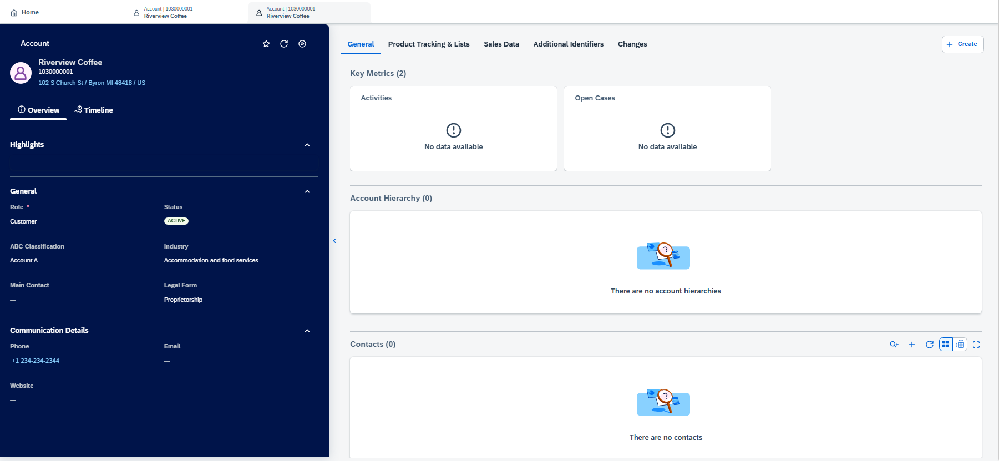 Home
Account | 1030000001
Riverview Coffee
Account | 1030000001
Riverview Coffee
Account
Riverview Coffee
1030000001
102 S Church St / Byron MI 48418 / US
Overview
Timeline
Highlights
General
Role *
Status
Customer
ACTIVE
ABC Classification
Industry
Account A
Accommodation and food services
Main Contact
Legal Form
—
Proprietorship
Communication Details
Phone
Email
+1 234-234-2344
—
Website
—
General
Product Tracking & Lists
Sales Data
Additional Identifiers
Changes
Create
Key Metrics (2)
Activities
No data available
Open Cases
No data available
Account Hierarchy (0)
?
There are no account hierarchies
Contacts (0)
?
There are no contacts